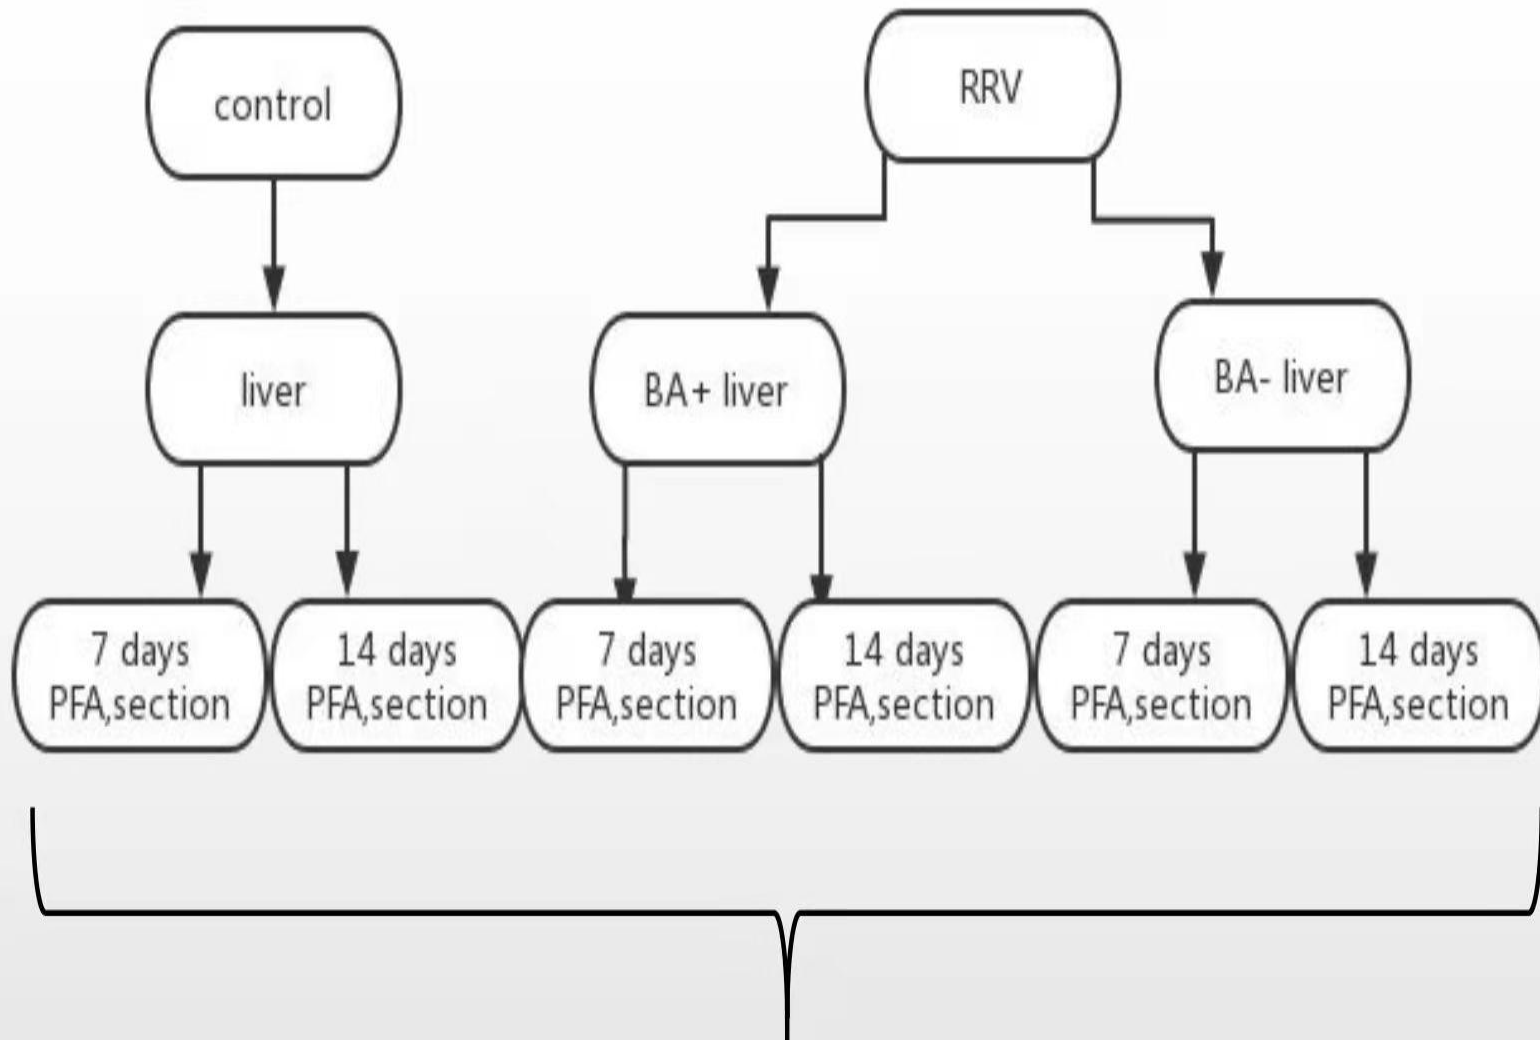 control
RRV
liver
BA+ liver
BA- liver
7 days
PFA,section
14 days
PFA,section
7 days
PFA,section
14 days
PFA,section
7 days
PFA,section
14 days
PFA,section